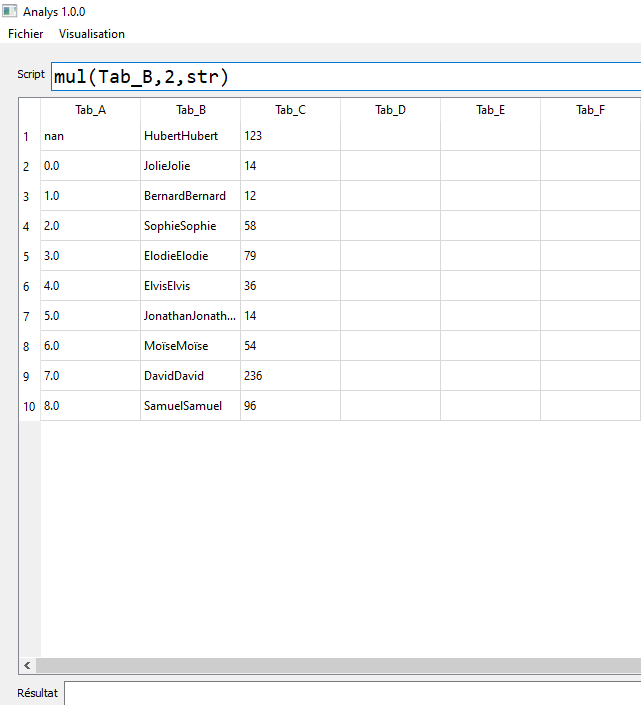 Analys 1.0.0
Fichier Visualisation
Script mul(Tab_B,2,str)
Tab_A Tab_B Tab_C Tab_D Tab_E Tab_F
1 nan HubertHubert 123
2 0.0 JolieJolie 14
3 1.0 BernardBernard 12
4 2.0 SophieSophie 58
5 3.0 ElodieElodie 79
6 4.0 ElvisElvis 36
7 5.0 JonathanJonath... 14
8 6.0 MoïseMoïse 54
9 7.0 DavidDavid 236
10 8.0 SamuelSamuel 96
Résultat